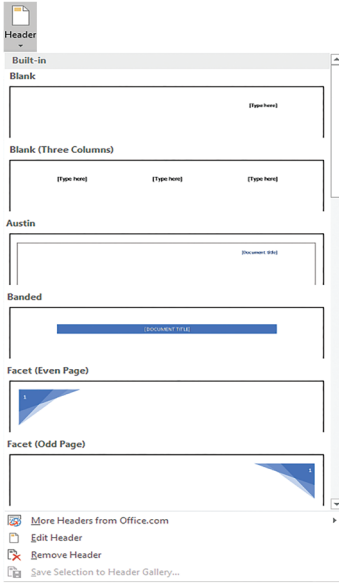 Header
Built-in
Blank
[Type here]
Blank (Three Columns)
[Type here] [Type here] [Type here]
Austin
[Document title]
Banded
[DOCUMENT TITLE]
Facet (Even Page)
1
Facet (Odd Page)
1
More Headers from Office.com
Edit Header
Remove Header
Save Selection to Header Gallery...